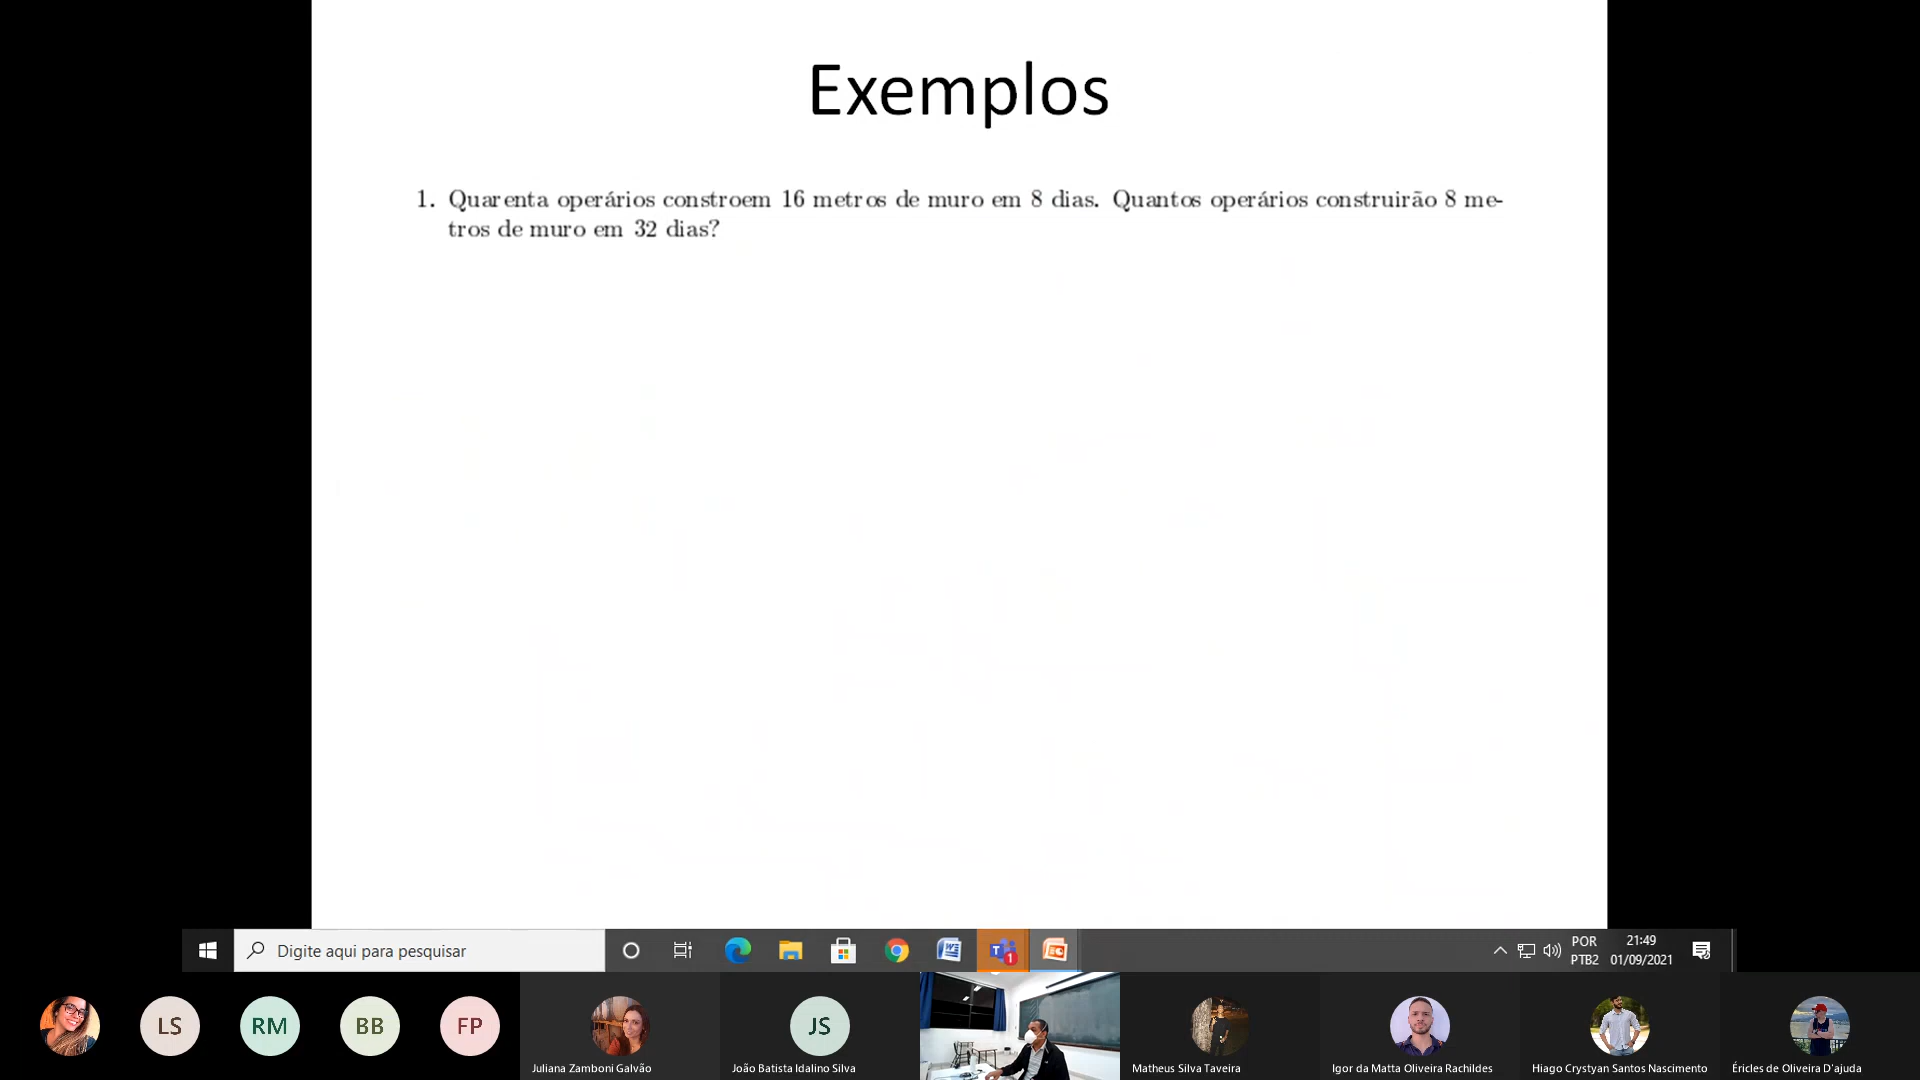 Exemplos
1. Quarenta operários constroem 16 metros de muro em 8 dias. Quantos operários construirão 8 me-
tros de muro em 32 dias?
Digite aqui para pesquisar
1
POR
PTB2
21:49
01/09/2021
LS
RM
BB
FP
JS
Juliana Zamboni Galvão
João Batista Idalino Silva
Matheus Silva Taveira
Igor da Matta Oliveira Rachildes
Hiago Crystyan Santos Nascimento
Éricles de Oliveira D'ajuda